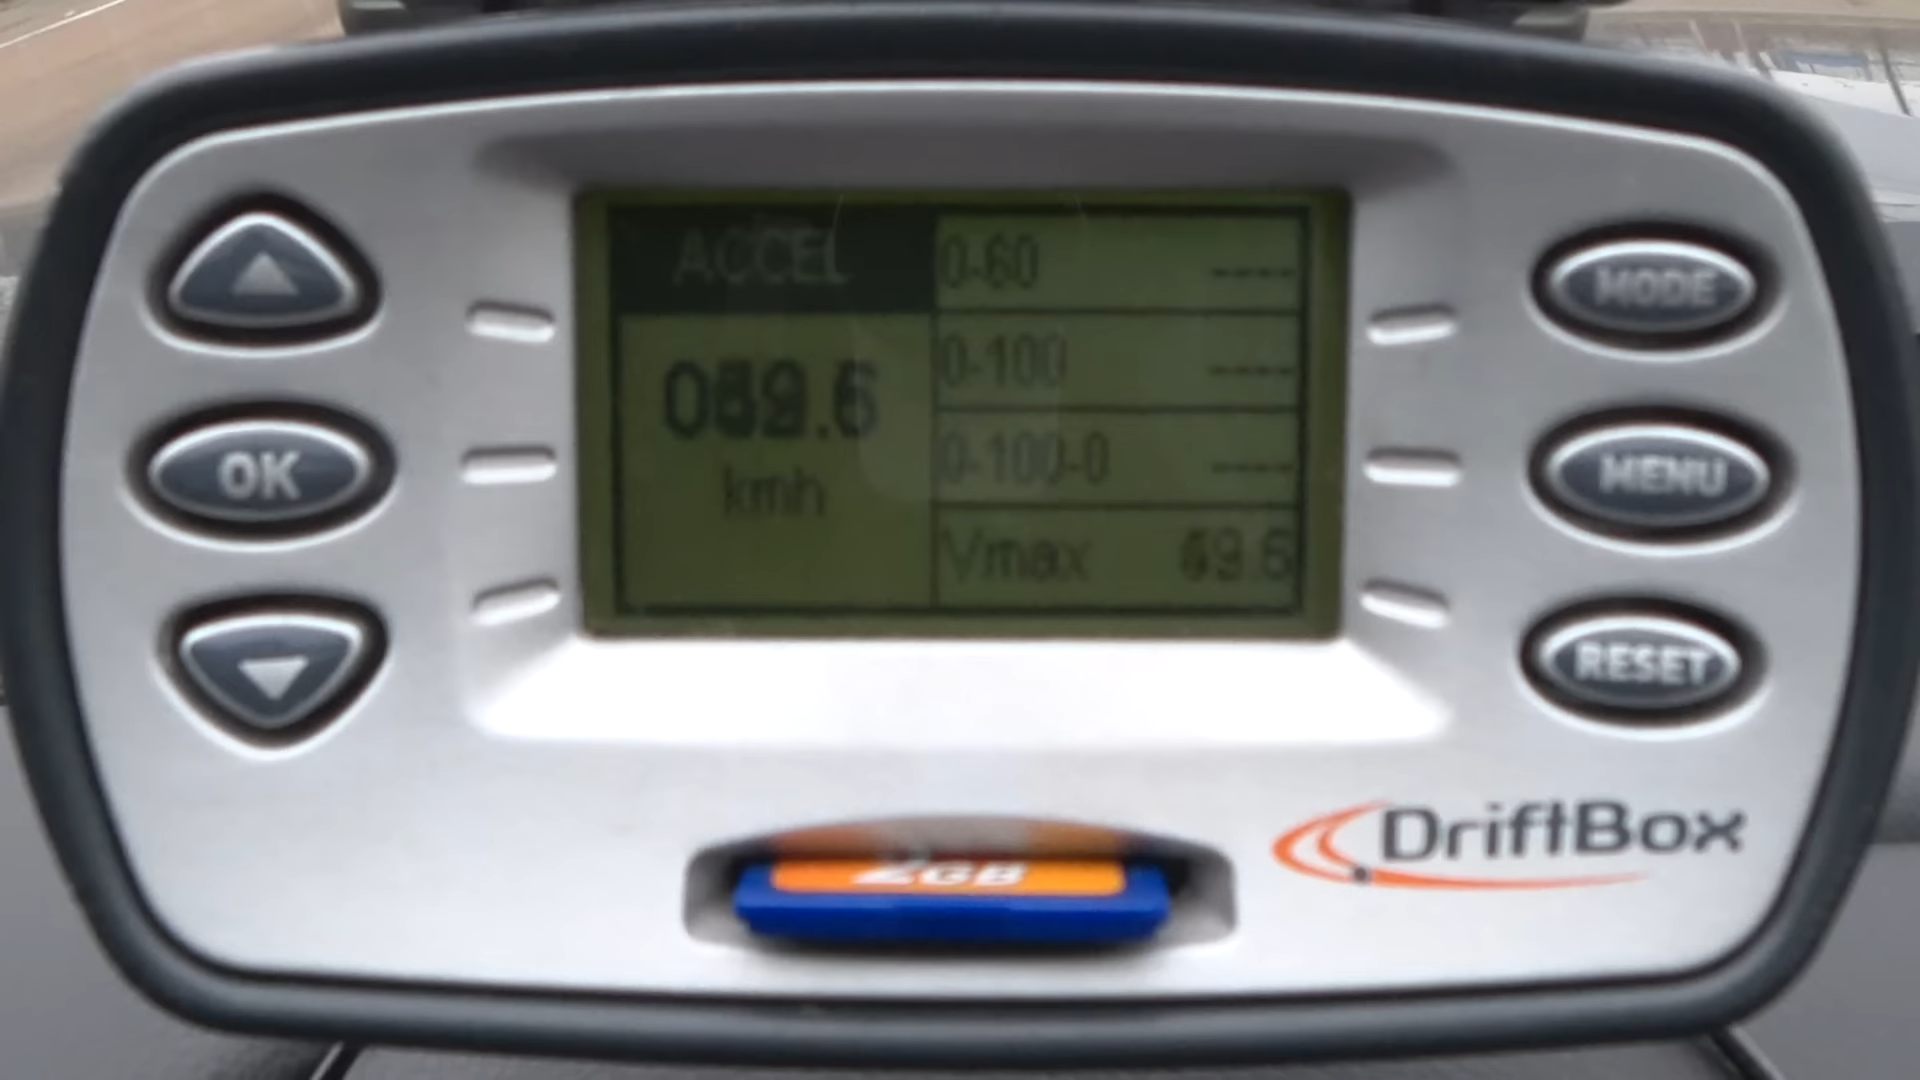 ACCEL
kmh
0-60 ----
0-100 ----
0-100-0 ----
Vmax
OK
MODE
MENU
RESET
DriftBox
2GB